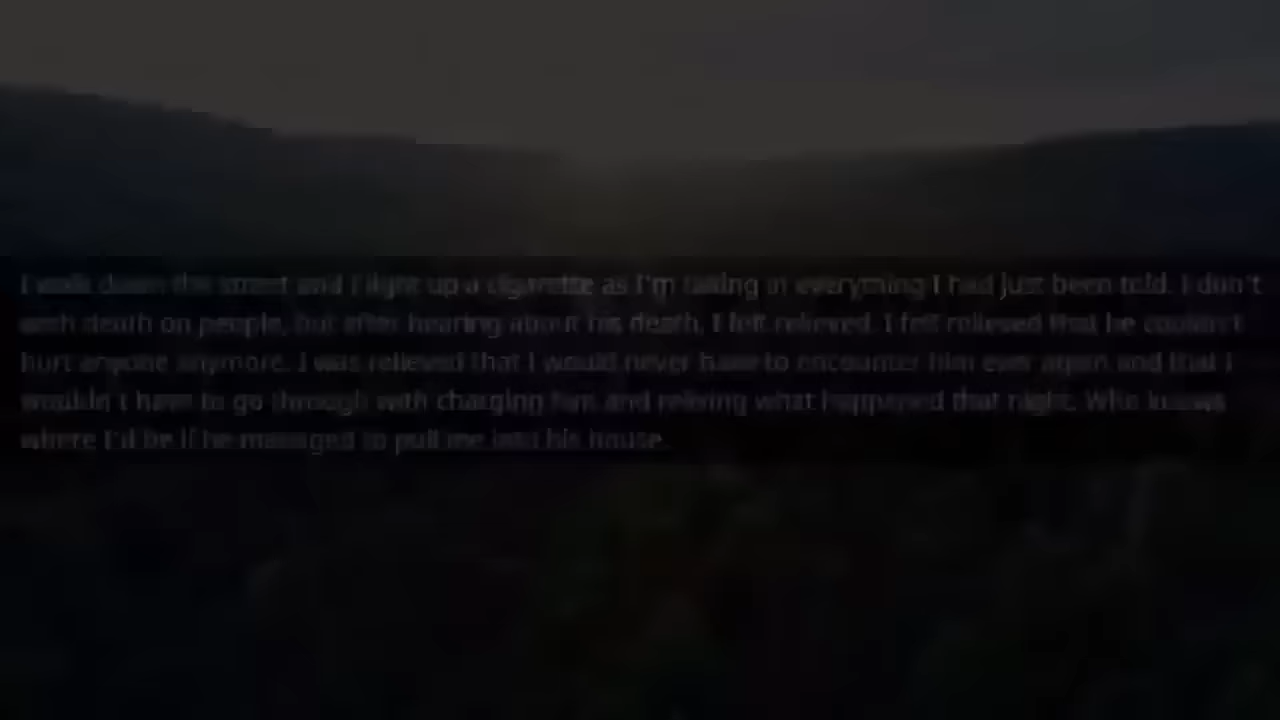 I walk down the street and I light up a cigarette as I'm taking in everything I had just been told. I don't
wish death on people, but after hearing about his death, I felt relieved. I felt relieved that he couldn't
hurt anyone anymore. I was relieved that I would never have to encounter him ever again and that I
wouldn't have to go through with charging him and reliving what happened that night. Who knows
where I'd be if he managed to pull me into his house.